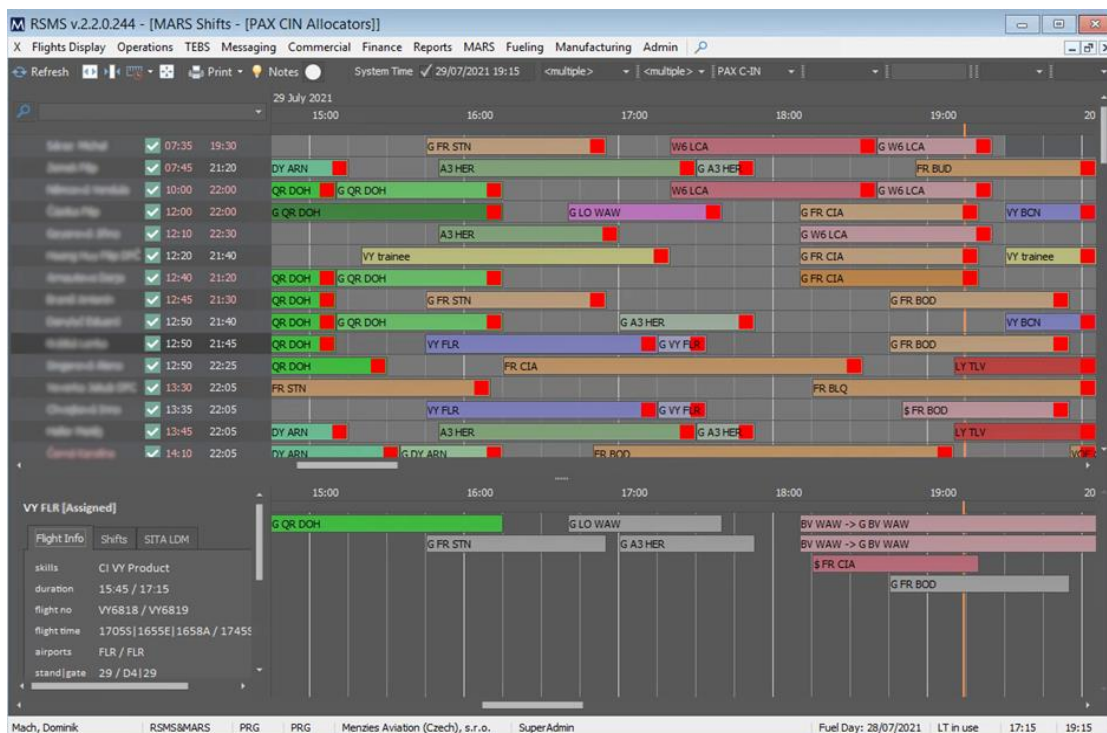 RSMS v.2.2.0.244 - [MARS Shifts - [PAX CIN Allocators]]
X Flights Display Operations TEBS Messaging Commercial Finance Reports MARS Fueling Manufacturing Admin
Refresh Print Notes System Time 29/07/2021 19:15 <multiple> <multiple> PAX C-IN
29 July 2021
15:00 16:00 17:00 18:00 19:00 20
07:35 19:30 G FR STN W6 LCA G W6 LCA
07:45 21:20 DY ARN A3 HER G A3 HER FR BUD
10:00 22:00 QR DOH G QR DOH W6 LCA G W6 LCA
12:00 22:00 G QR DOH G LO WAW G FR CIA VY BCN
12:10 22:30 A3 HER G W6 LCA
12:20 21:40 VY trainee G FR CIA VY trainee
12:40 21:20 QR DOH G QR DOH G FR CIA
12:45 21:30 QR DOH G FR STN G FR BOD
12:50 21:40 QR DOH G QR DOH G A3 HER VY BCN
12:50 21:45 QR DOH VY FLR G VY FLR G FR BOD
12:50 22:25 QR DOH FR CIA LY TLV
13:30 22:05 FR STN FR BLQ
13:35 22:05 VY FLR G VY FLR $ FR BOD
13:45 22:05 DY ARN A3 HER G A3 HER LY TLV
14:10 22:05 DY ARN G DY ARN FR BOD
15:00 16:00 17:00 18:00 19:00 20
VY FLR [Assigned]
Flight Info Shifts SITA LDM
skills CI VY Product
duration 15:45 / 17:15
flight no VY6818 / VY6819
flight time 1705S|1655E|1658A / 1745S
airports FLR / FLR
stand|gate 29 / D4|29
G QR DOH G LO WAW BV WAW -> G BV WAW
G FR STN G A3 HER BV WAW -> G BV WAW
$ FR CIA
G FR BOD
Mach, Dominik RSMS&MARS PRG PRG Menzies Aviation (Czech), s.r.o. SuperAdmin Fuel Day: 28/07/2021 LT in use 17:15 19:15